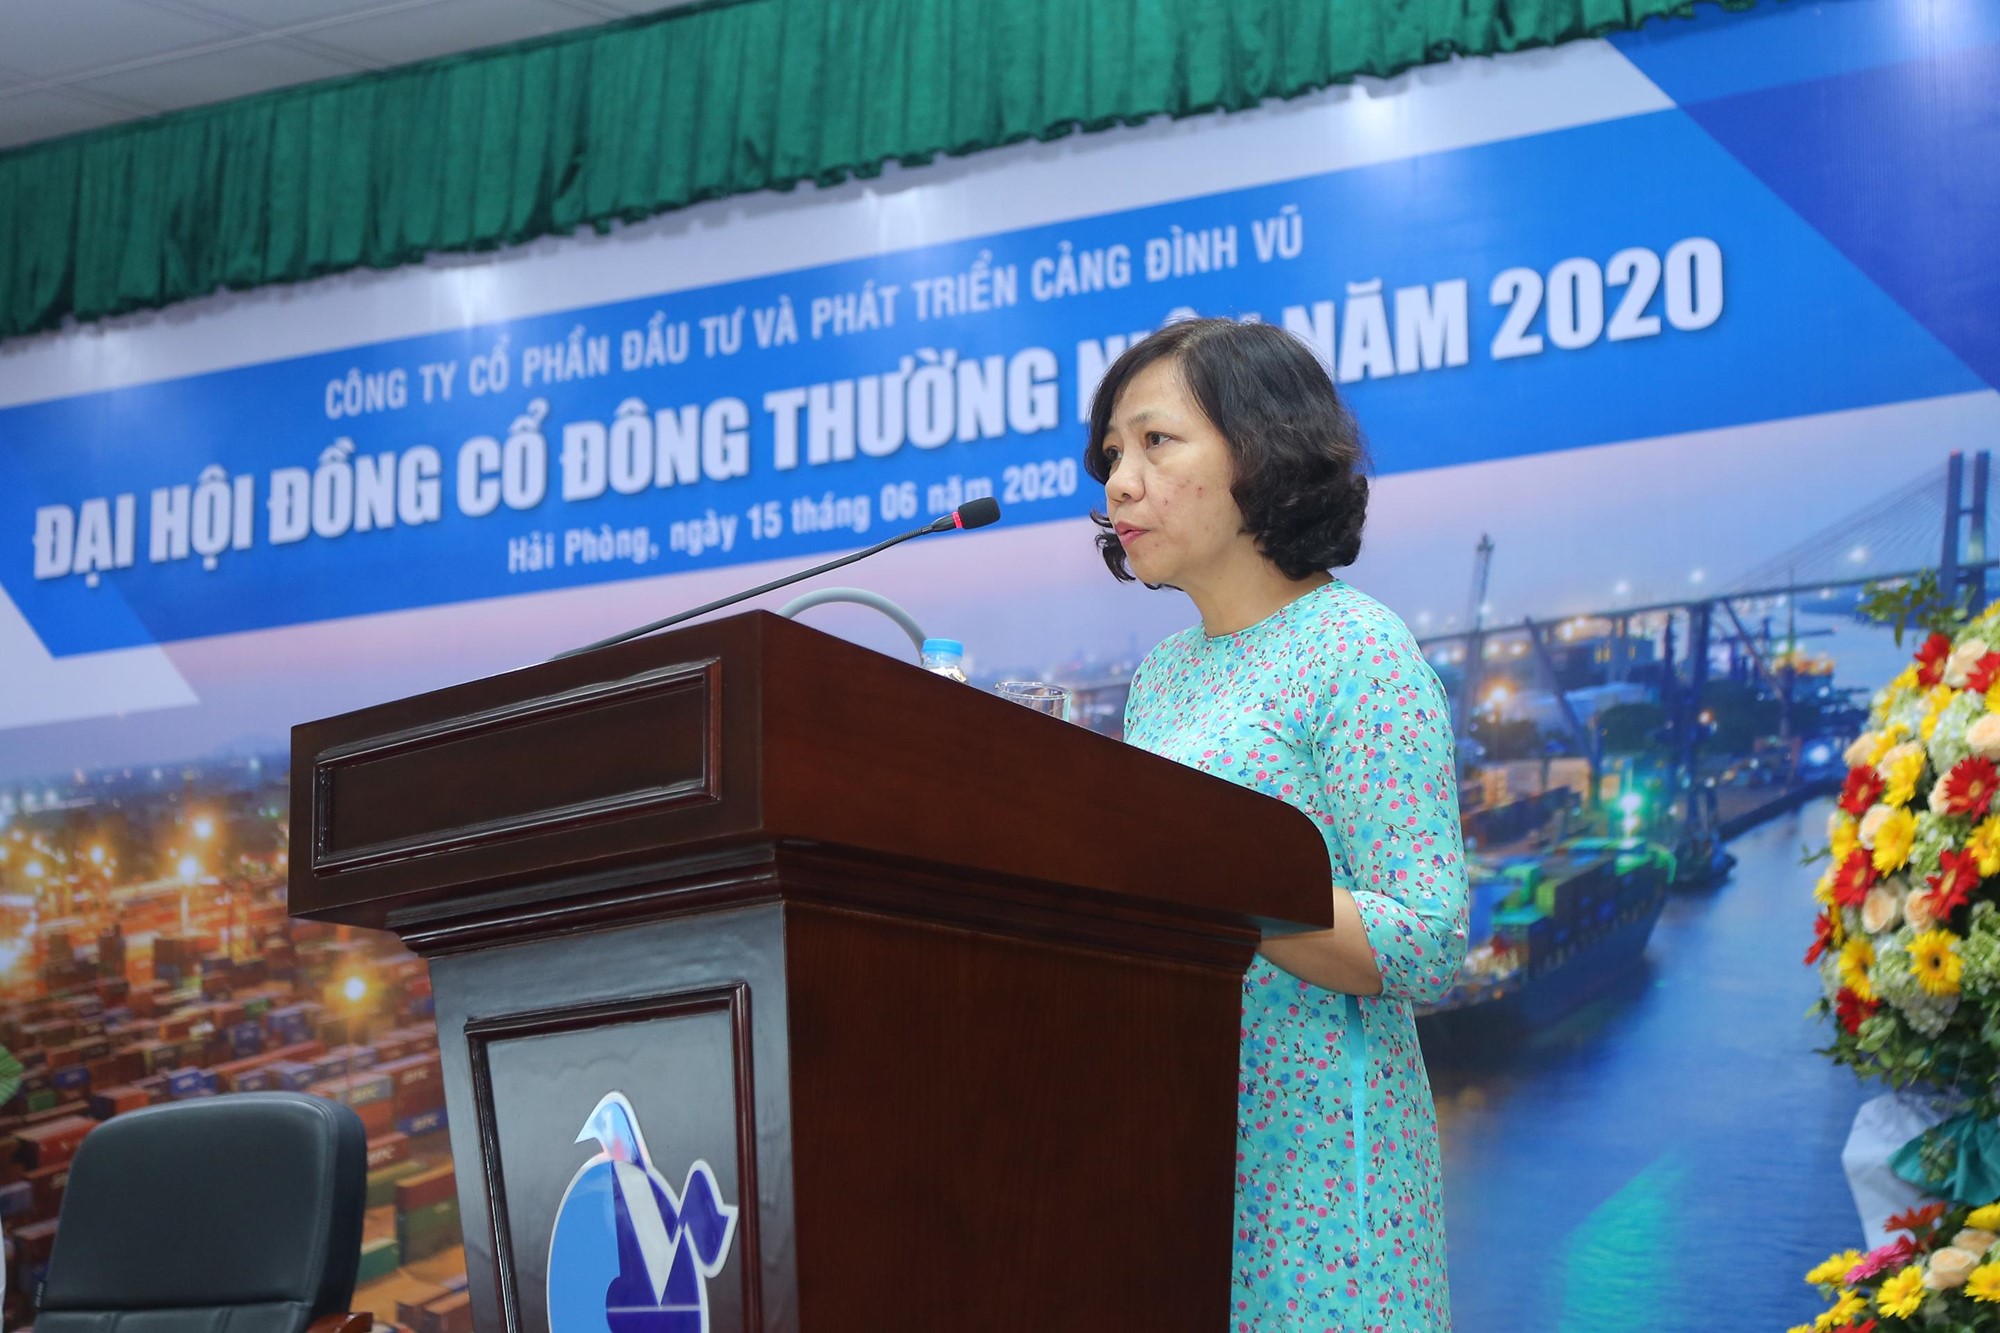 CÔNG TY CỔ PHẦN ĐẦU TƯ VÀ PHÁT TRIỂN CẢNG ĐÌNH VŨ
ĐẠI HỘI ĐỒNG CỔ ĐÔNG THƯỜNG NĂM 2020
Hải Phòng, ngày 15 tháng 06 năm 2020